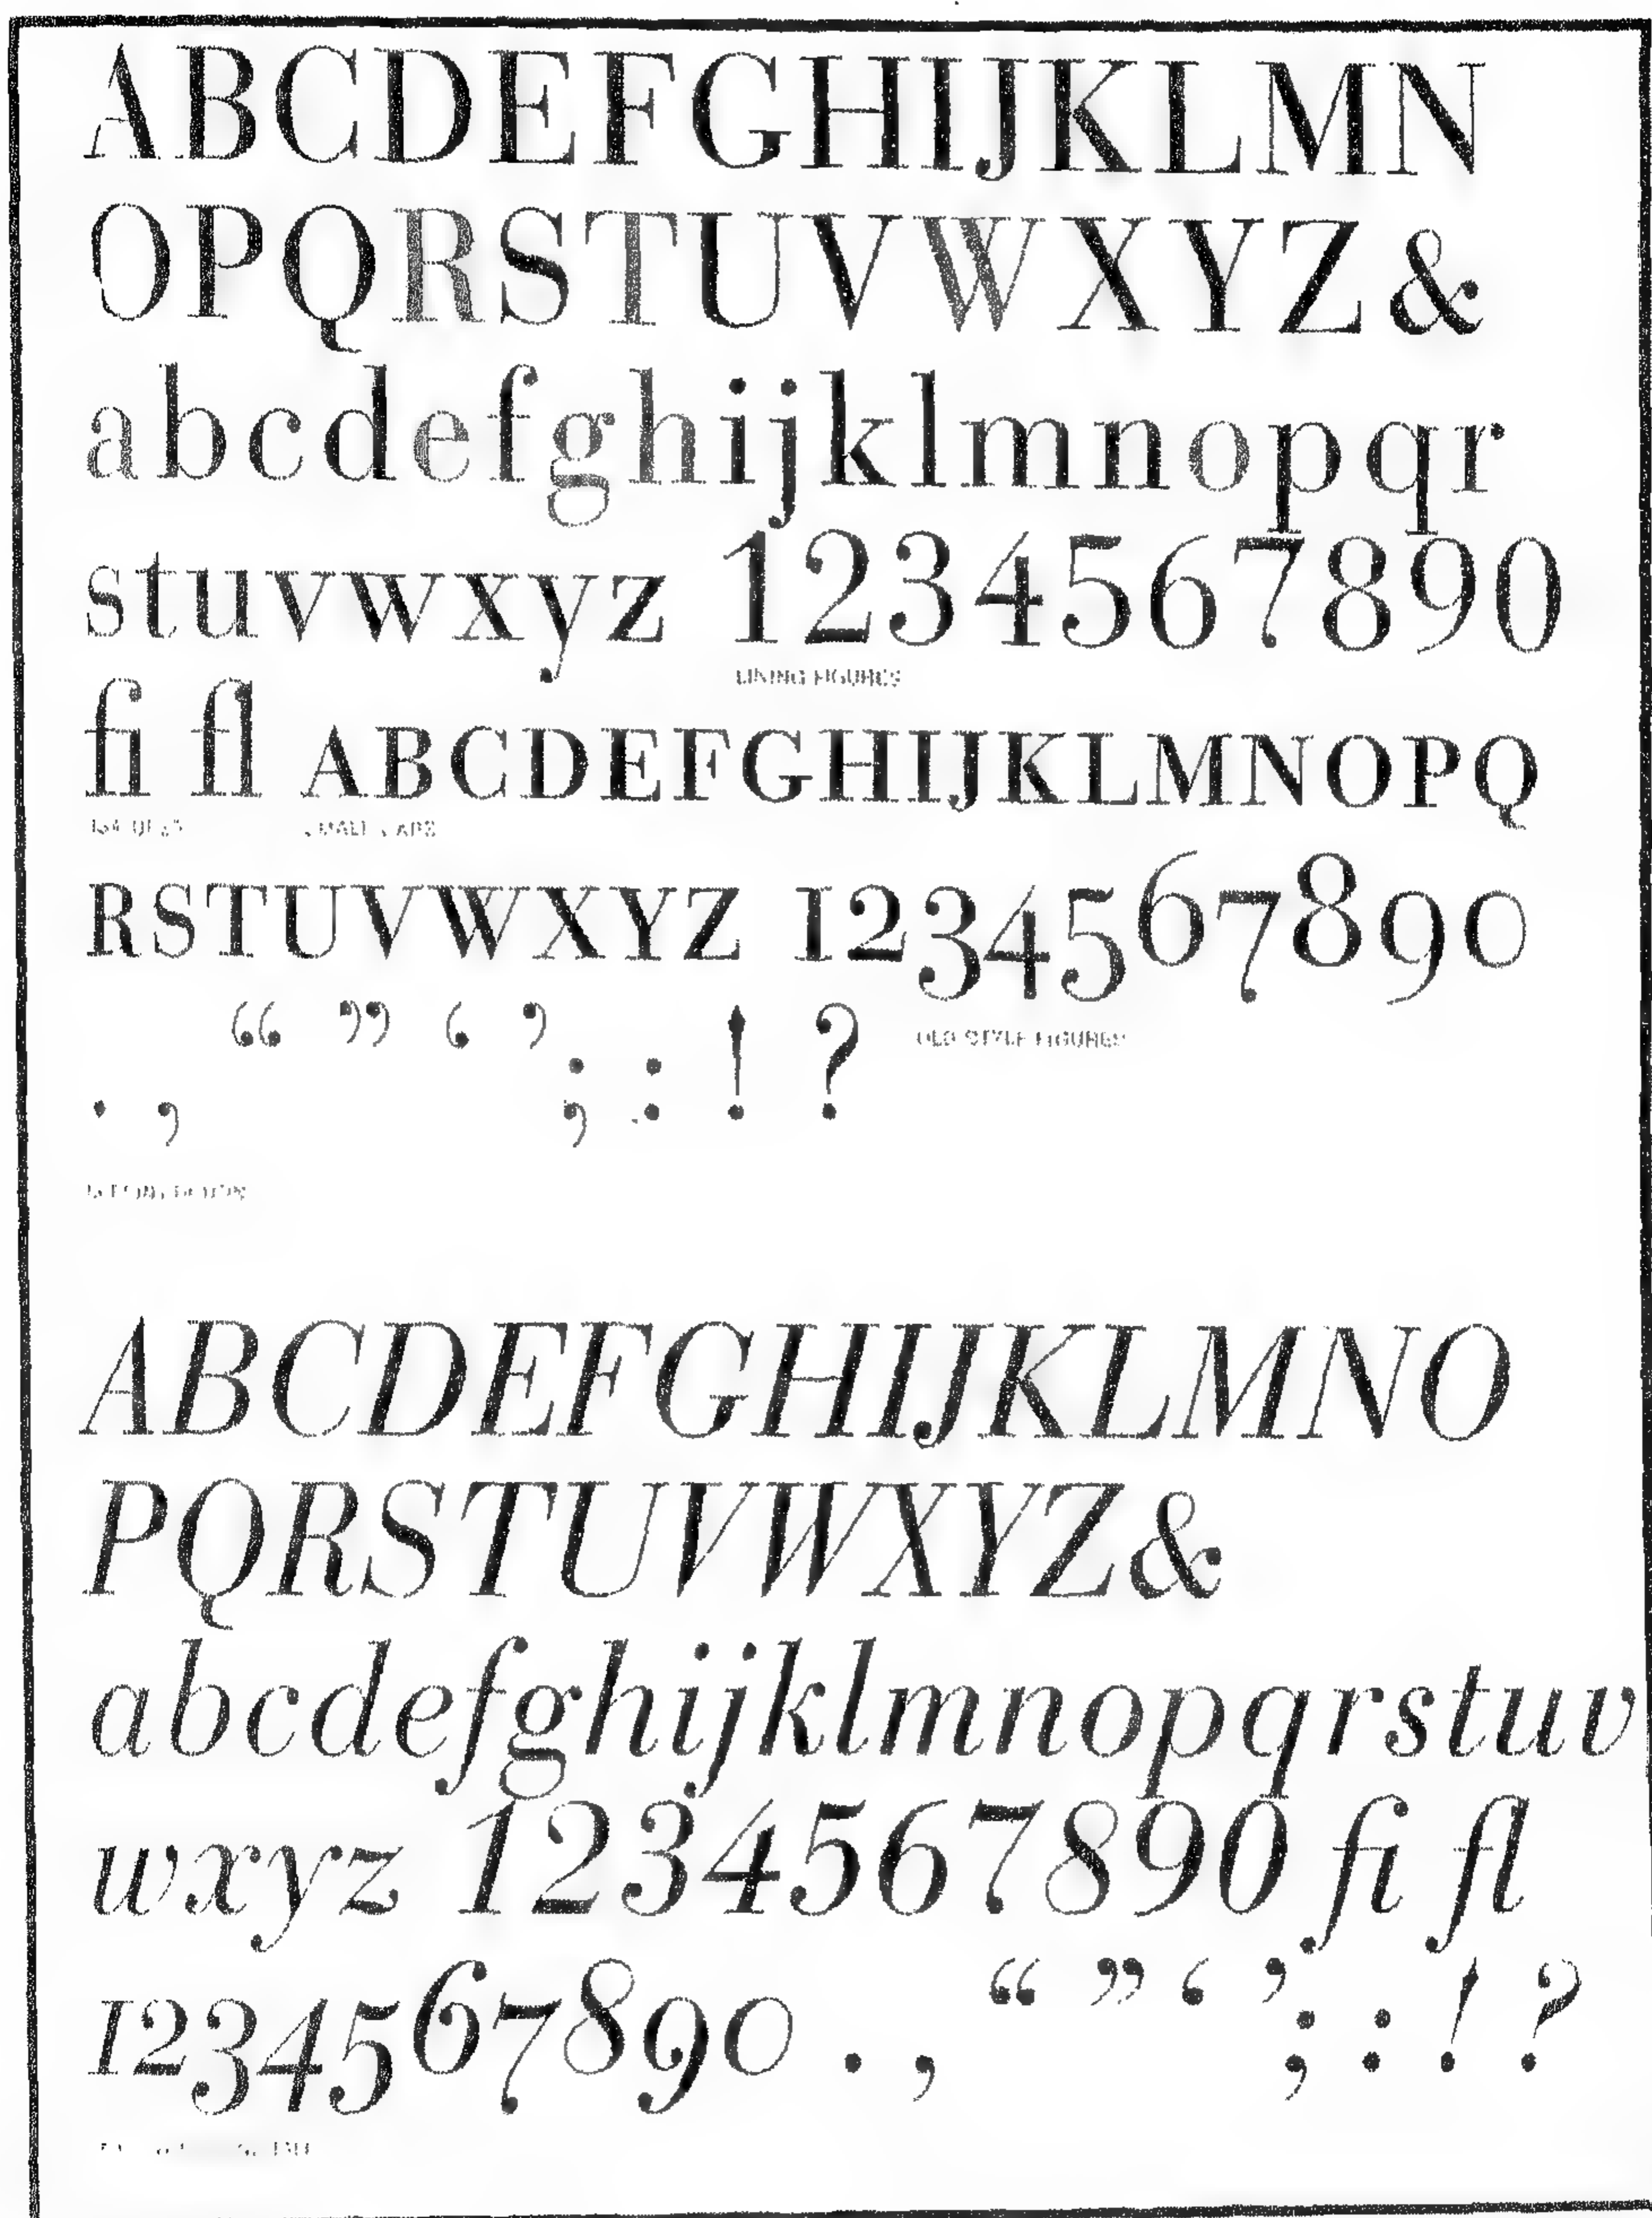 ABCDEFGHIJKLMN
OPQRSTUVWXYZ&
abcdefghijklmnopqr
stuvwxyz 1234567890
LINING FIGURES
fi fl ABCDEFGHIJKLMNOPQ
SMALL CAPS
RSTUVWXYZ 1234567890
OLD STYLE FIGURES
. , “ ” ‘ ’ ; : ! ?
ABCDEFGHIJKLMNO
PQRSTUVWXYZ&
abcdefghijklmnopqrstuv
wxyz 1234567890 fi fl
1234567890 . , “ ” ‘ ’ ; : ! ?